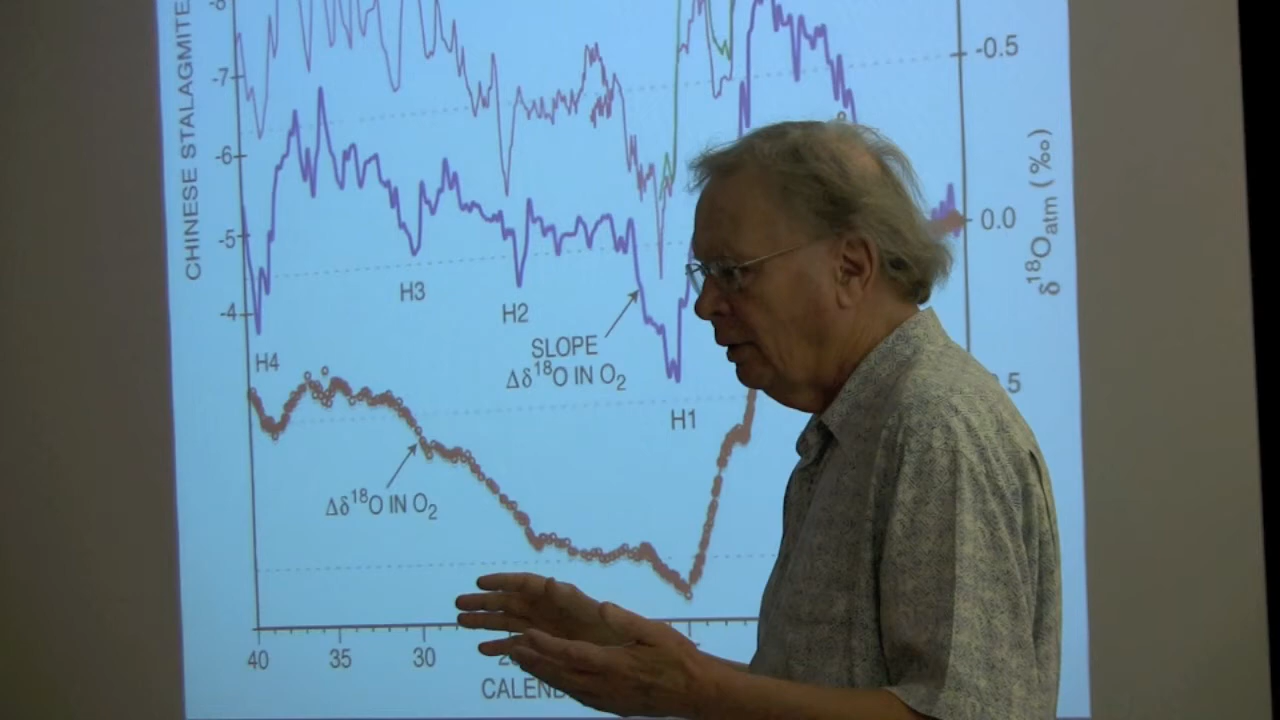 -8
-7
-6
-5
-4
CHINESE STALAGMITE
-0.5
0.0
5
δ¹⁸Oatm (‰)
H4
H3
H2
H1
SLOPE
Δδ¹⁸O IN O₂
Δδ¹⁸O IN O₂
40
35
30